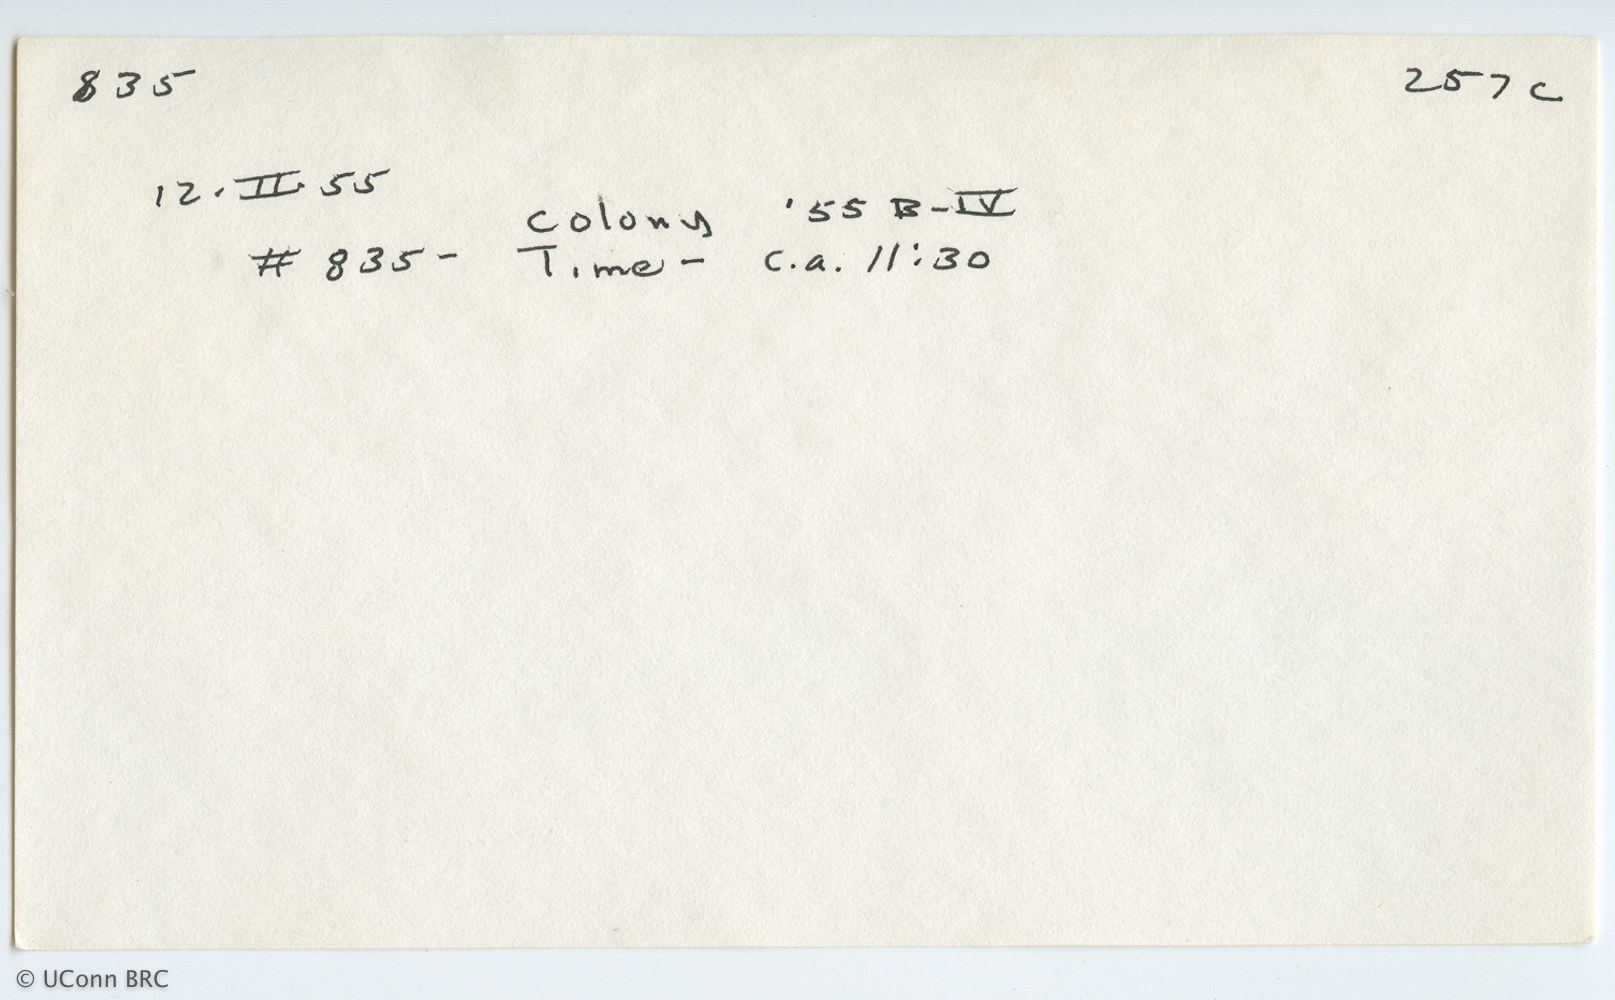 835 257c
12.II.55
Colony '55 B-IV
# 835- Time- c.a. 11:30
© UConn BRC